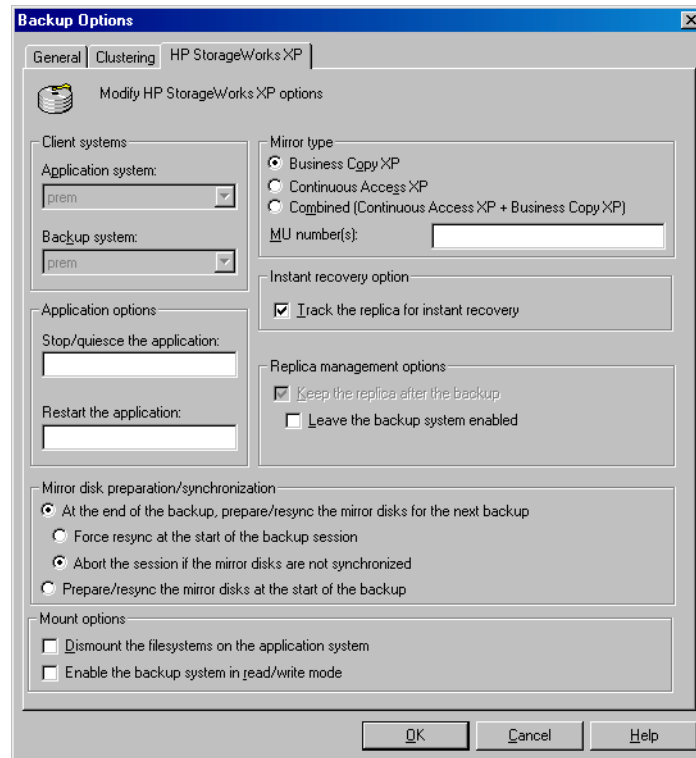 Backup Options
General Clustering HP StorageWorks XP
Modify HP StorageWorks XP options
Client systems
Application system:
prem
Backup system:
prem
Mirror type
Business Copy XP
Continuous Access XP
Combined (Continuous Access XP + Business Copy XP)
MU number(s):
Instant recovery option
Track the replica for instant recovery
Application options
Stop/quiesce the application:
Restart the application:
Replica management options
Keep the replica after the backup
Leave the backup system enabled
Mirror disk preparation/synchronization
At the end of the backup, prepare/resync the mirror disks for the next backup
Force resync at the start of the backup session
Abort the session if the mirror disks are not synchronized
Prepare/resync the mirror disks at the start of the backup
Mount options
Dismount the filesystems on the application system
Enable the backup system in read/write mode
OK Cancel Help